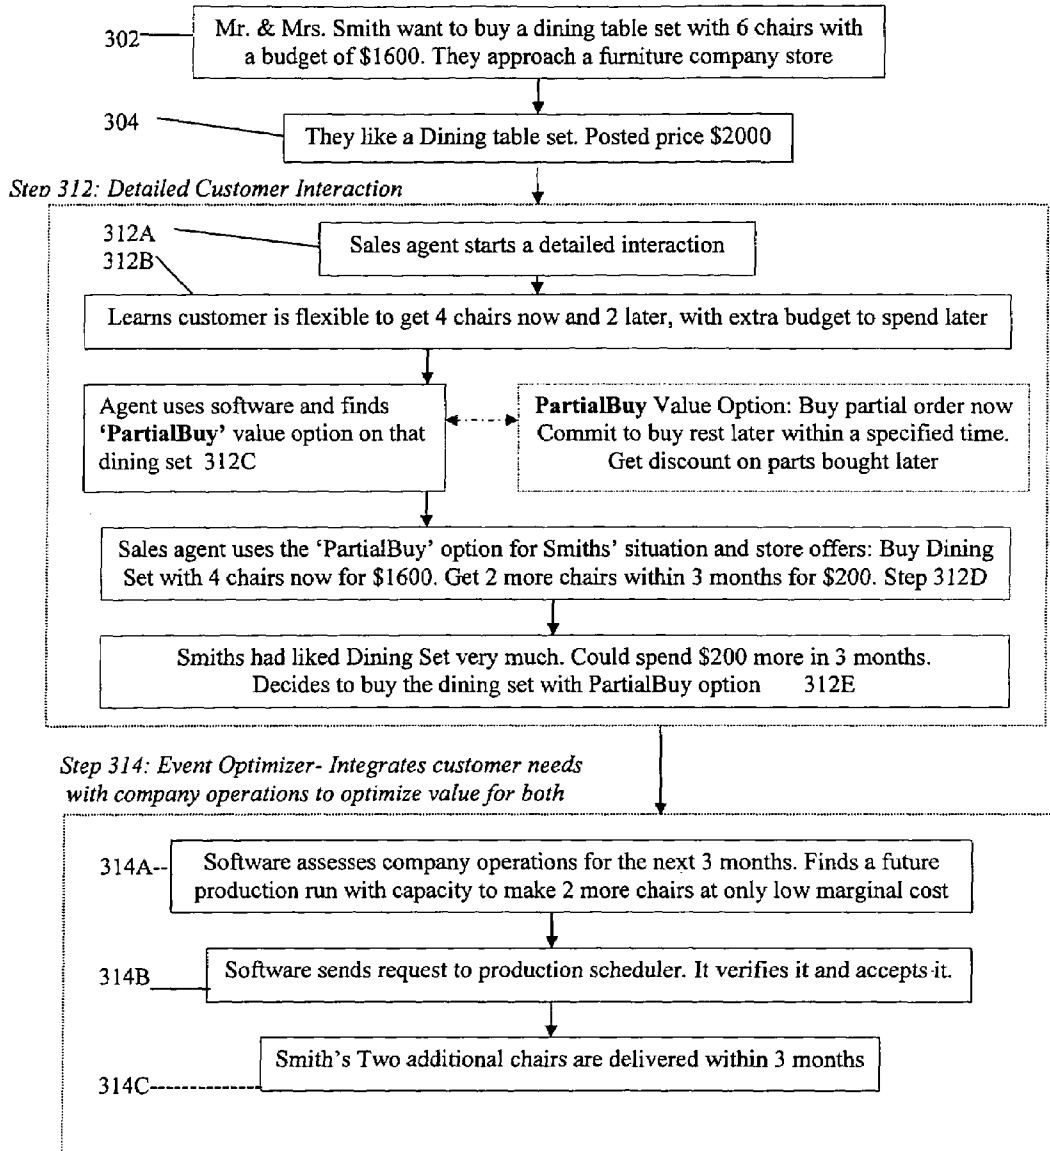 302
Mr. & Mrs. Smith want to buy a dining table set with 6 chairs with
a budget of $1600. They approach a furniture company store
304
They like a Dining table set. Posted price $2000
Step 312: Detailed Customer Interaction
312A
Sales agent starts a detailed interaction
312B
Learns customer is flexible to get 4 chairs now and 2 later, with extra budget to spend later
Agent uses software and finds
‘PartialBuy’ value option on that
dining set 312C
PartialBuy Value Option: Buy partial order now
Commit to buy rest later within a specified time.
Get discount on parts bought later
Sales agent uses the ‘PartialBuy’ option for Smiths’ situation and store offers: Buy Dining
Set with 4 chairs now for $1600. Get 2 more chairs within 3 months for $200. Step 312D
Smiths had liked Dining Set very much. Could spend $200 more in 3 months.
Decides to buy the dining set with PartialBuy option 312E
Step 314: Event Optimizer- Integrates customer needs
with company operations to optimize value for both
314A
Software assesses company operations for the next 3 months. Finds a future
production run with capacity to make 2 more chairs at only low marginal cost
314B
Software sends request to production scheduler. It verifies it and accepts it.
Smith's Two additional chairs are delivered within 3 months
314C